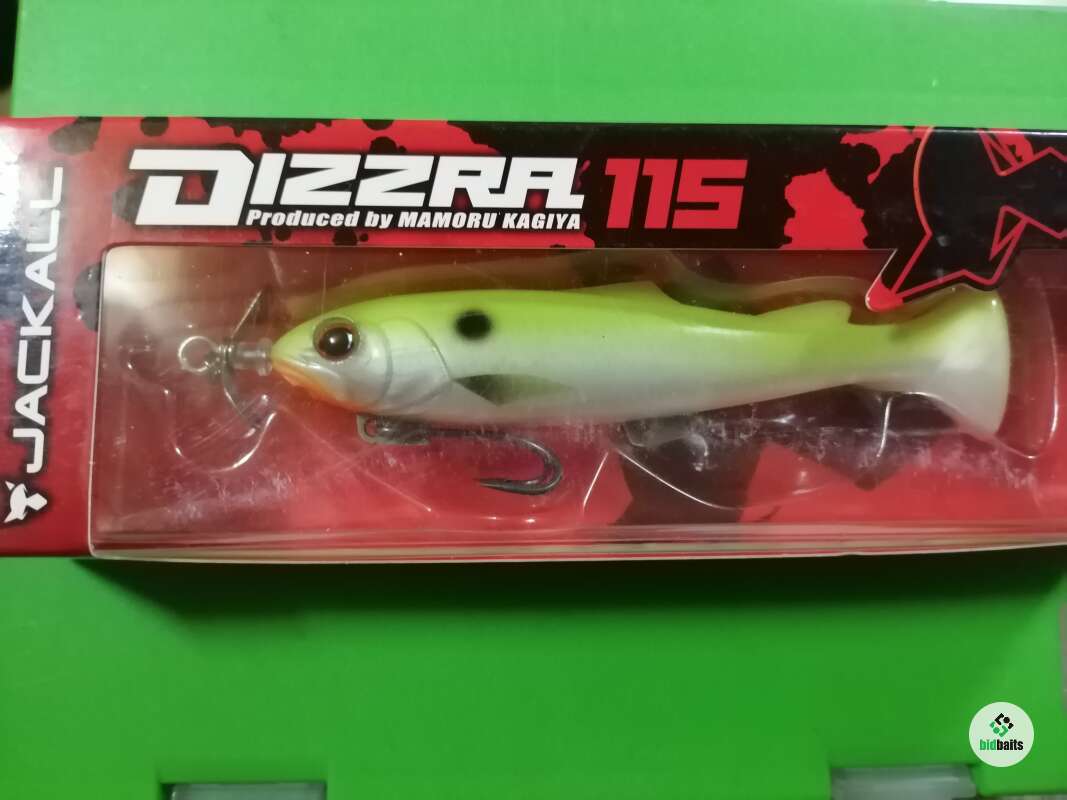 JACKALL
DIZZRA 115
Produced by MAMORU KAGIYA
bidbaits